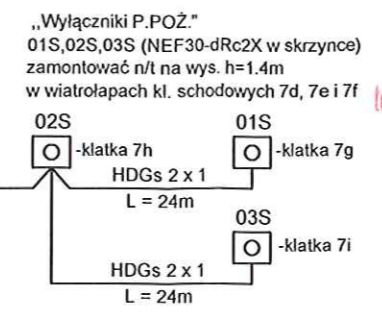 ,,Wyłączniki P.POŻ."
01S,02S,03S (NEF30-dRc2X w skrzynce)
zamontować n/t na wys. h=1.4m
w wiatrołapach kl. schodowych 7d, 7e i 7f
02S
01S
-klatka 7h
-klatka 7g
HDGs 2 x 1
L = 24m
03S
-klatka 7i
HDGs 2 x 1
L = 24m